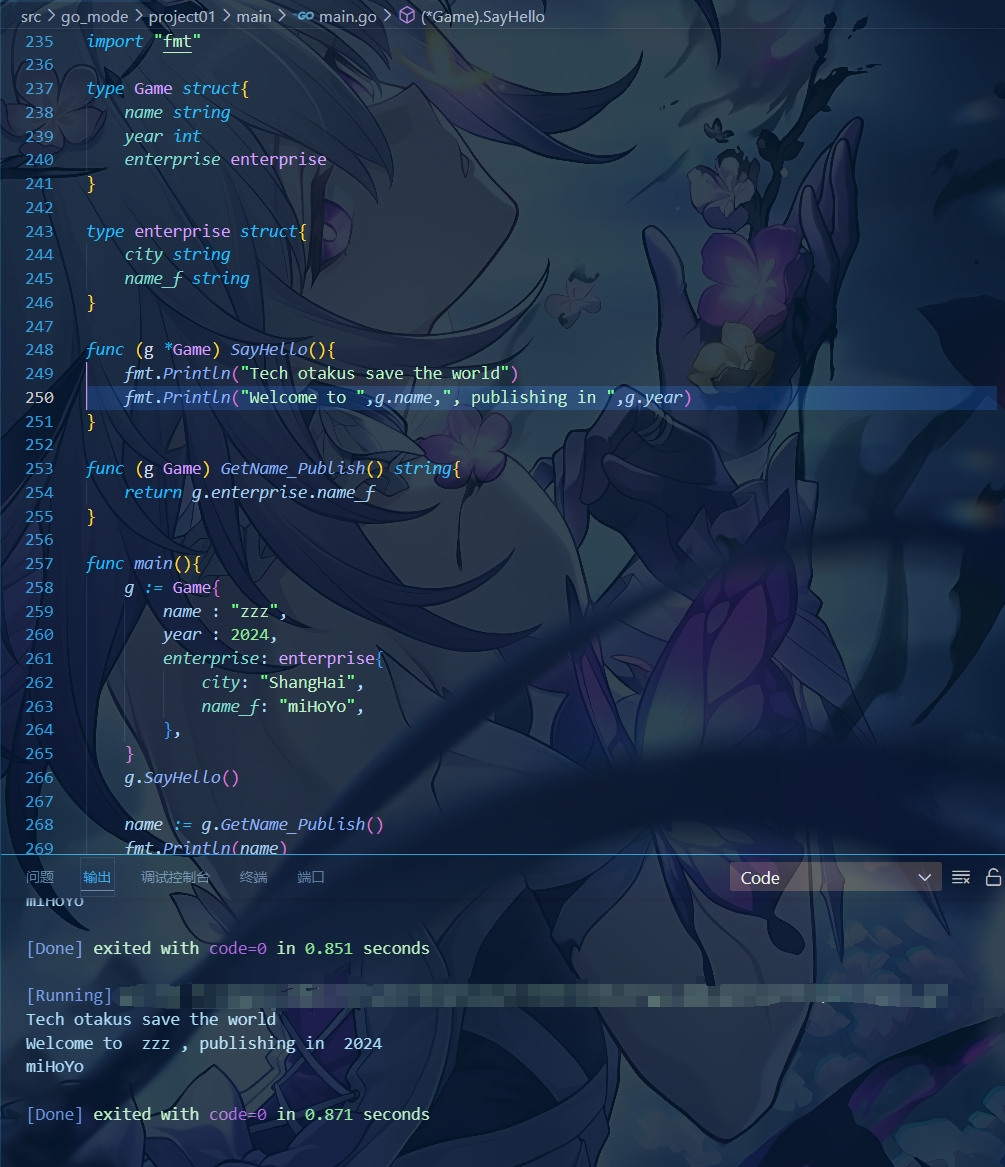 src > go_mode > project01 > main > main.go > (*Game).SayHello
235 import "fmt"
236
237 type Game struct{
238     name string
239     year int
240     enterprise enterprise
241 }
242
243 type enterprise struct{
244     city string
245     name_f string
246 }
247
248 func (g *Game) SayHello(){
249     fmt.Println("Tech otakus save the world")
250     fmt.Println("Welcome to ",g.name,", publishing in ",g.year)
251 }
252
253 func (g Game) GetName_Publish() string{
254     return g.enterprise.name_f
255 }
256
257 func main(){
258     g := Game{
259         name : "zzz",
260         year : 2024,
261         enterprise: enterprise{
262             city: "ShangHai",
263             name_f: "miHoYo",
264         },
265     }
266     g.SayHello()
267
268     name := g.GetName_Publish()
269     fmt.Println(name)
问题 输出 调试控制台 终端 端口 Code
miHoYo
[Done] exited with code=0 in 0.851 seconds
[Running]
Tech otakus save the world
Welcome to  zzz , publishing in  2024
miHoYo
[Done] exited with code=0 in 0.871 seconds